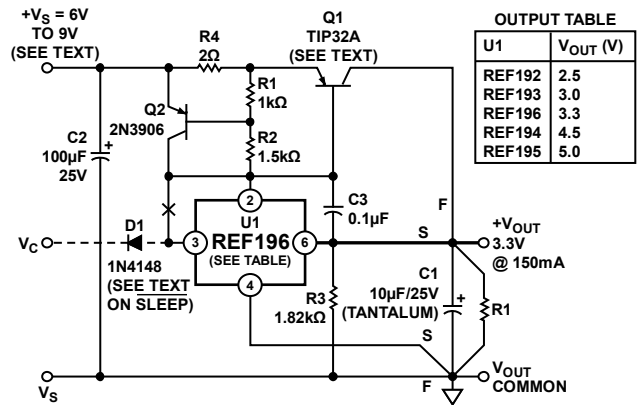 +VS = 6V
TO 9V
(SEE TEXT)
R4
2Ω
Q1
TIP32A
(SEE TEXT)
OUTPUT TABLE
U1 VOUT (V)
REF192 2.5
REF193 3.0
REF196 3.3
REF194 4.5
REF195 5.0
R1
1kΩ
Q2
2N3906
R2
1.5kΩ
C2
100µF
25V
+
C3
0.1µF
F
2
U1
REF196
(SEE TABLE)
3
6
4
S
+VOUT
3.3V
@ 150mA
VC
D1
1N4148
(SEE TEXT
ON SLEEP)
R3
1.82kΩ
C1
10µF/25V
(TANTALUM)
+
R1
S
F
VS
VOUT
COMMON